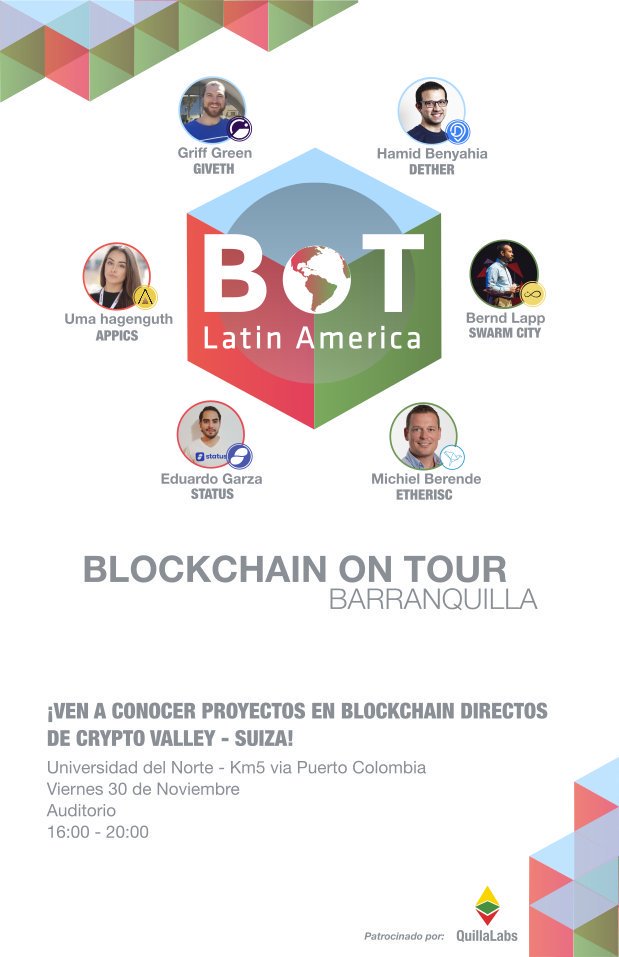 Griff Green
GIVETH
Hamid Benyahia
DETHER
BOT
Latin America
Uma hagenguth
APPICS
Bernd Lapp
SWARM CITY
status
Eduardo Garza
STATUS
Michiel Berende
ETHERISC
BLOCKCHAIN ON TOUR
BARRANQUILLA
¡VEN A CONOCER PROYECTOS EN BLOCKCHAIN DIRECTOS
DE CRYPTO VALLEY - SUIZA!
Universidad del Norte - Km5 via Puerto Colombia
Viernes 30 de Noviembre
Auditorio
16:00 - 20:00
Patrocinado por:
QuillaLabs